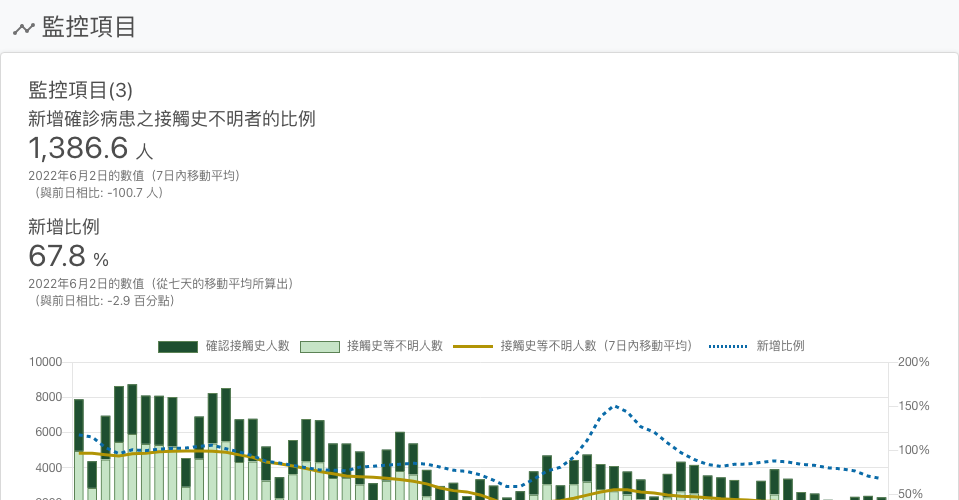 監控項目
監控項目(3)
新增確診病患之接觸史不明者的比例
1,386.6 人
2022年6月2日的數值（7日內移動平均）
（與前日相比: -100.7 人）
新增比例
67.8 %
2022年6月2日的數值（從七天的移動平均所算出）
（與前日相比: -2.9 百分點）
確認接觸史人數 接觸史等不明人數 接觸史等不明人數（7日內移動平均） 新增比例
10000 200%
8000 150%
6000 100%
4000 50%